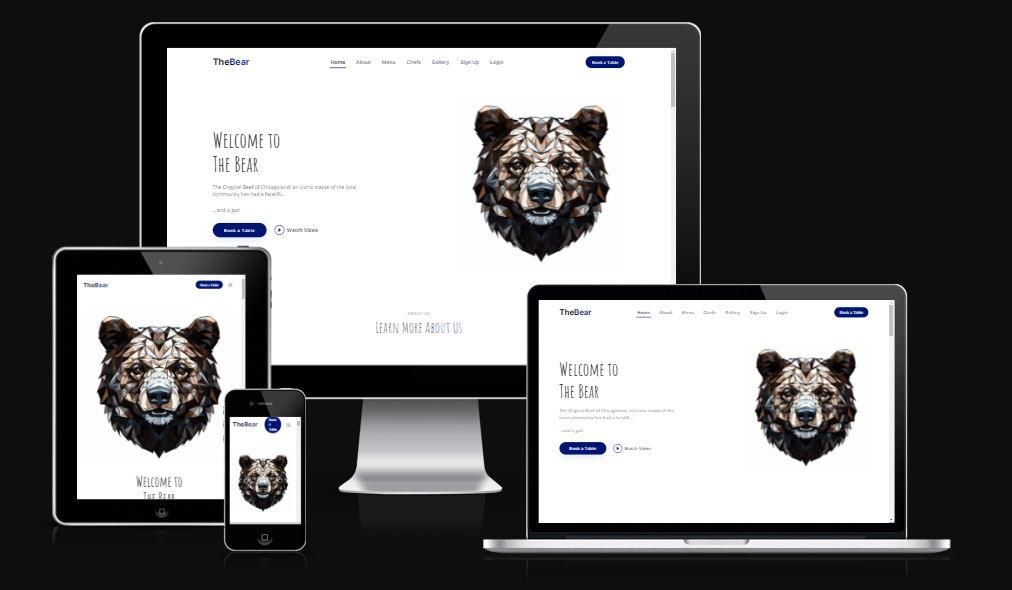 TheBear
Home About Menu Chefs Gallery Sign Up Login
Book a Table
Welcome to
The Bear
The Original Beef of Chicagoland; an iconic staple of the local
community has had a facelift...
...and a gui!
Book a Table
Watch Video
ABOUT US
Learn More About Us
TheBear
Book a Table
Welcome to
The Bear
TheBear
Book
a
Table
TheBear
Home About Menu Chefs Gallery Sign Up Login
Book a Table
Welcome to
The Bear
The Original Beef of Chicagoland; an iconic staple of the
local community has had a facelift...
...and a gui!
Book a Table
Watch Video